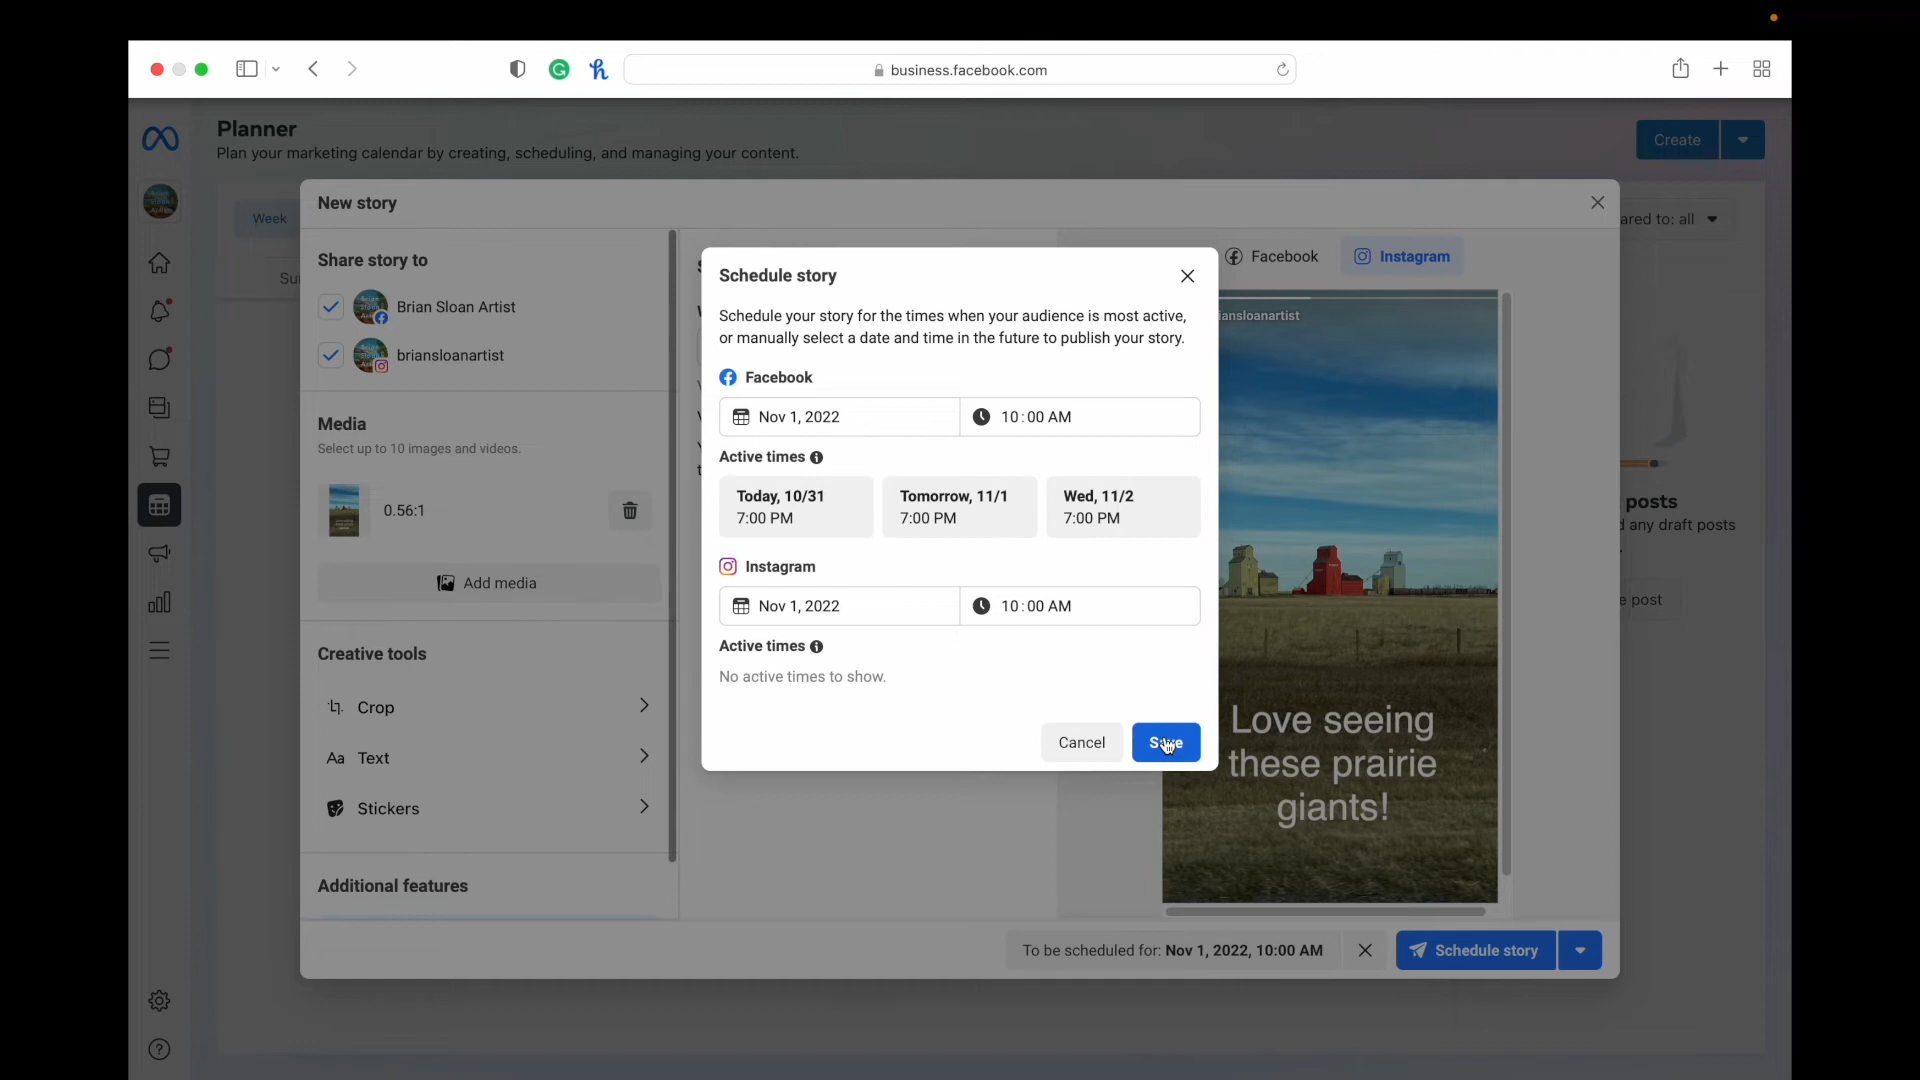 business.facebook.com
Planner
Plan your marketing calendar by creating, scheduling, and managing your content.
Create
Week
ared to: all
New story
Share story to
Brian Sloan Artist
briansloanartist
Media
Select up to 10 images and videos.
0.56:1
Add media
Creative tools
Crop
Aa Text
Stickers
Additional features
Schedule story
Schedule your story for the times when your audience is most active,
or manually select a date and time in the future to publish your story.
Facebook
Nov 1, 2022
10:00 AM
Active times
Today, 10/31
7:00 PM
Tomorrow, 11/1
7:00 PM
Wed, 11/2
7:00 PM
Instagram
Nov 1, 2022
10:00 AM
Active times
No active times to show.
Cancel
Save
Facebook
Instagram
iansloanartist
Love seeing
these prairie
giants!
posts
d any draft posts
e post
To be scheduled for: Nov 1, 2022, 10:00 AM
Schedule story